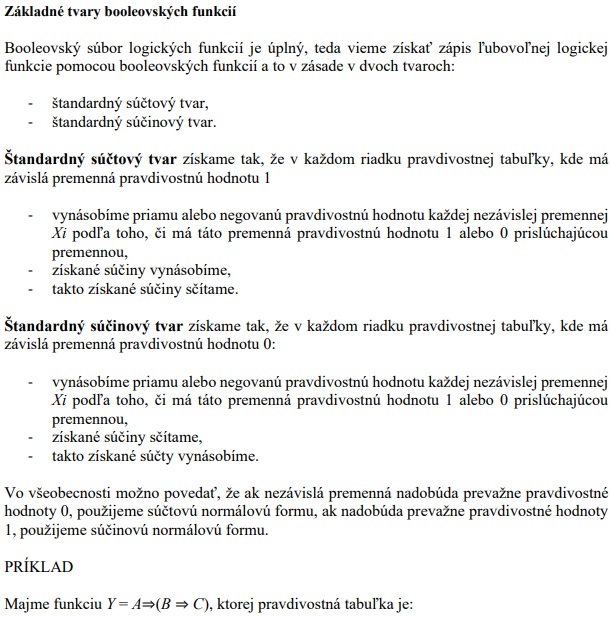 Základné tvary booleovských funkcií
Booleovský súbor logických funkcií je úplný, teda vieme získať zápis ľubovoľnej logickej
funkcie pomocou booleovských funkcií a to v zásade v dvoch tvaroch:
- štandardný súčtový tvar,
- štandardný súčinový tvar.
Štandardný súčtový tvar získame tak, že v každom riadku pravdivostnej tabuľky, kde má
závislá premenná pravdivostnú hodnotu 1
- vynásobíme priamu alebo negovanú pravdivostnú hodnotu každej nezávislej premennej
Xi podľa toho, či má táto premenná pravdivostnú hodnotu 1 alebo 0 prislúchajúcou
premennou,
- získané súčiny vynásobíme,
- takto získané súčiny sčítame.
Štandardný súčinový tvar získame tak, že v každom riadku pravdivostnej tabuľky, kde má
závislá premenná pravdivostnú hodnotu 0:
- vynásobíme priamu alebo negovanú pravdivostnú hodnotu každej nezávislej premennej
Xi podľa toho, či má táto premenná pravdivostnú hodnotu 1 alebo 0 prislúchajúcou
premennou,
- získané súčiny sčítame,
- takto získané súčty vynásobíme.
Vo všeobecnosti možno povedať, že ak nezávislá premenná nadobúda prevažne pravdivostné
hodnoty 0, použijeme súčtovú normálovú formu, ak nadobúda prevažne pravdivostné hodnoty
1, použijeme súčinovú normálovú formu.
PRÍKLAD
Majme funkciu Y = A⇒(B ⇒ C), ktorej pravdivostná tabuľka je: